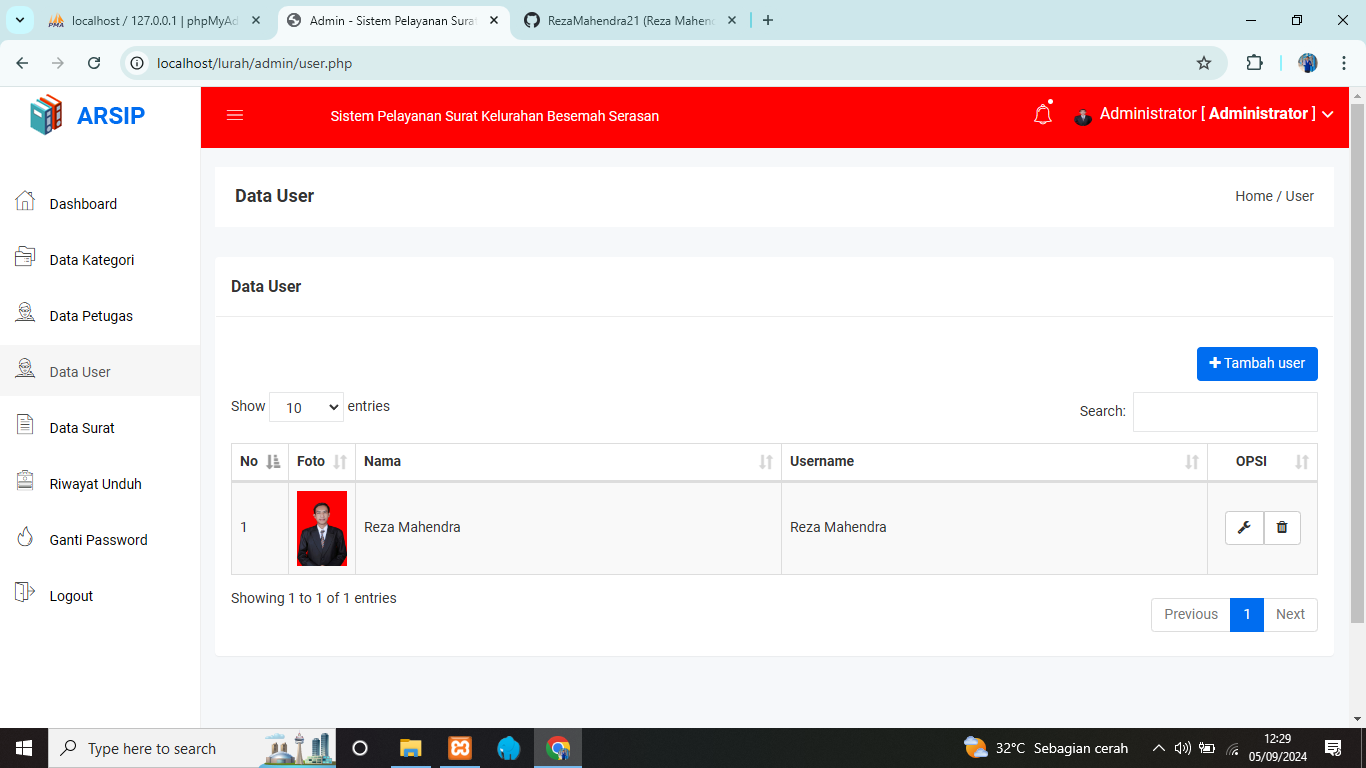 localhost / 127.0.0.1 | phpMyAd
Admin - Sistem Pelayanan Surat
RezaMahendra21 (Reza Mahend
localhost/lurah/admin/user.php
ARSIP
Sistem Pelayanan Surat Kelurahan Besemah Serasan
Administrator [ Administrator ]
Data User
Home / User
Dashboard
Data Kategori
Data Petugas
Data User
Data Surat
Riwayat Unduh
Ganti Password
Logout
Data User
+ Tambah user
Show 10 entries
Search:
No Foto Nama Username OPSI
1 Reza Mahendra Reza Mahendra
Showing 1 to 1 of 1 entries
Previous 1 Next
Type here to search
32°C Sebagian cerah
12:29
05/09/2024